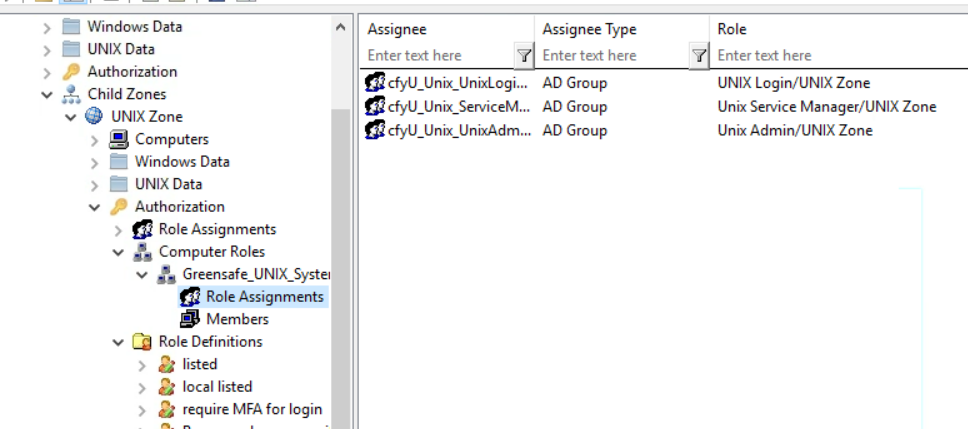 Windows Data
UNIX Data
Authorization
Child Zones
UNIX Zone
Computers
Windows Data
UNIX Data
Authorization
Role Assignments
Computer Roles
Greensafe_UNIX_Syster
Role Assignments
Members
Role Definitions
listed
local listed
require MFA for login
Assignee Assignee Type Role
Enter text here Enter text here Enter text here
cfyU_Unix_UnixLogi... AD Group UNIX Login/UNIX Zone
cfyU_Unix_ServiceM... AD Group Unix Service Manager/UNIX Zone
cfyU_Unix_UnixAdm... AD Group Unix Admin/UNIX Zone